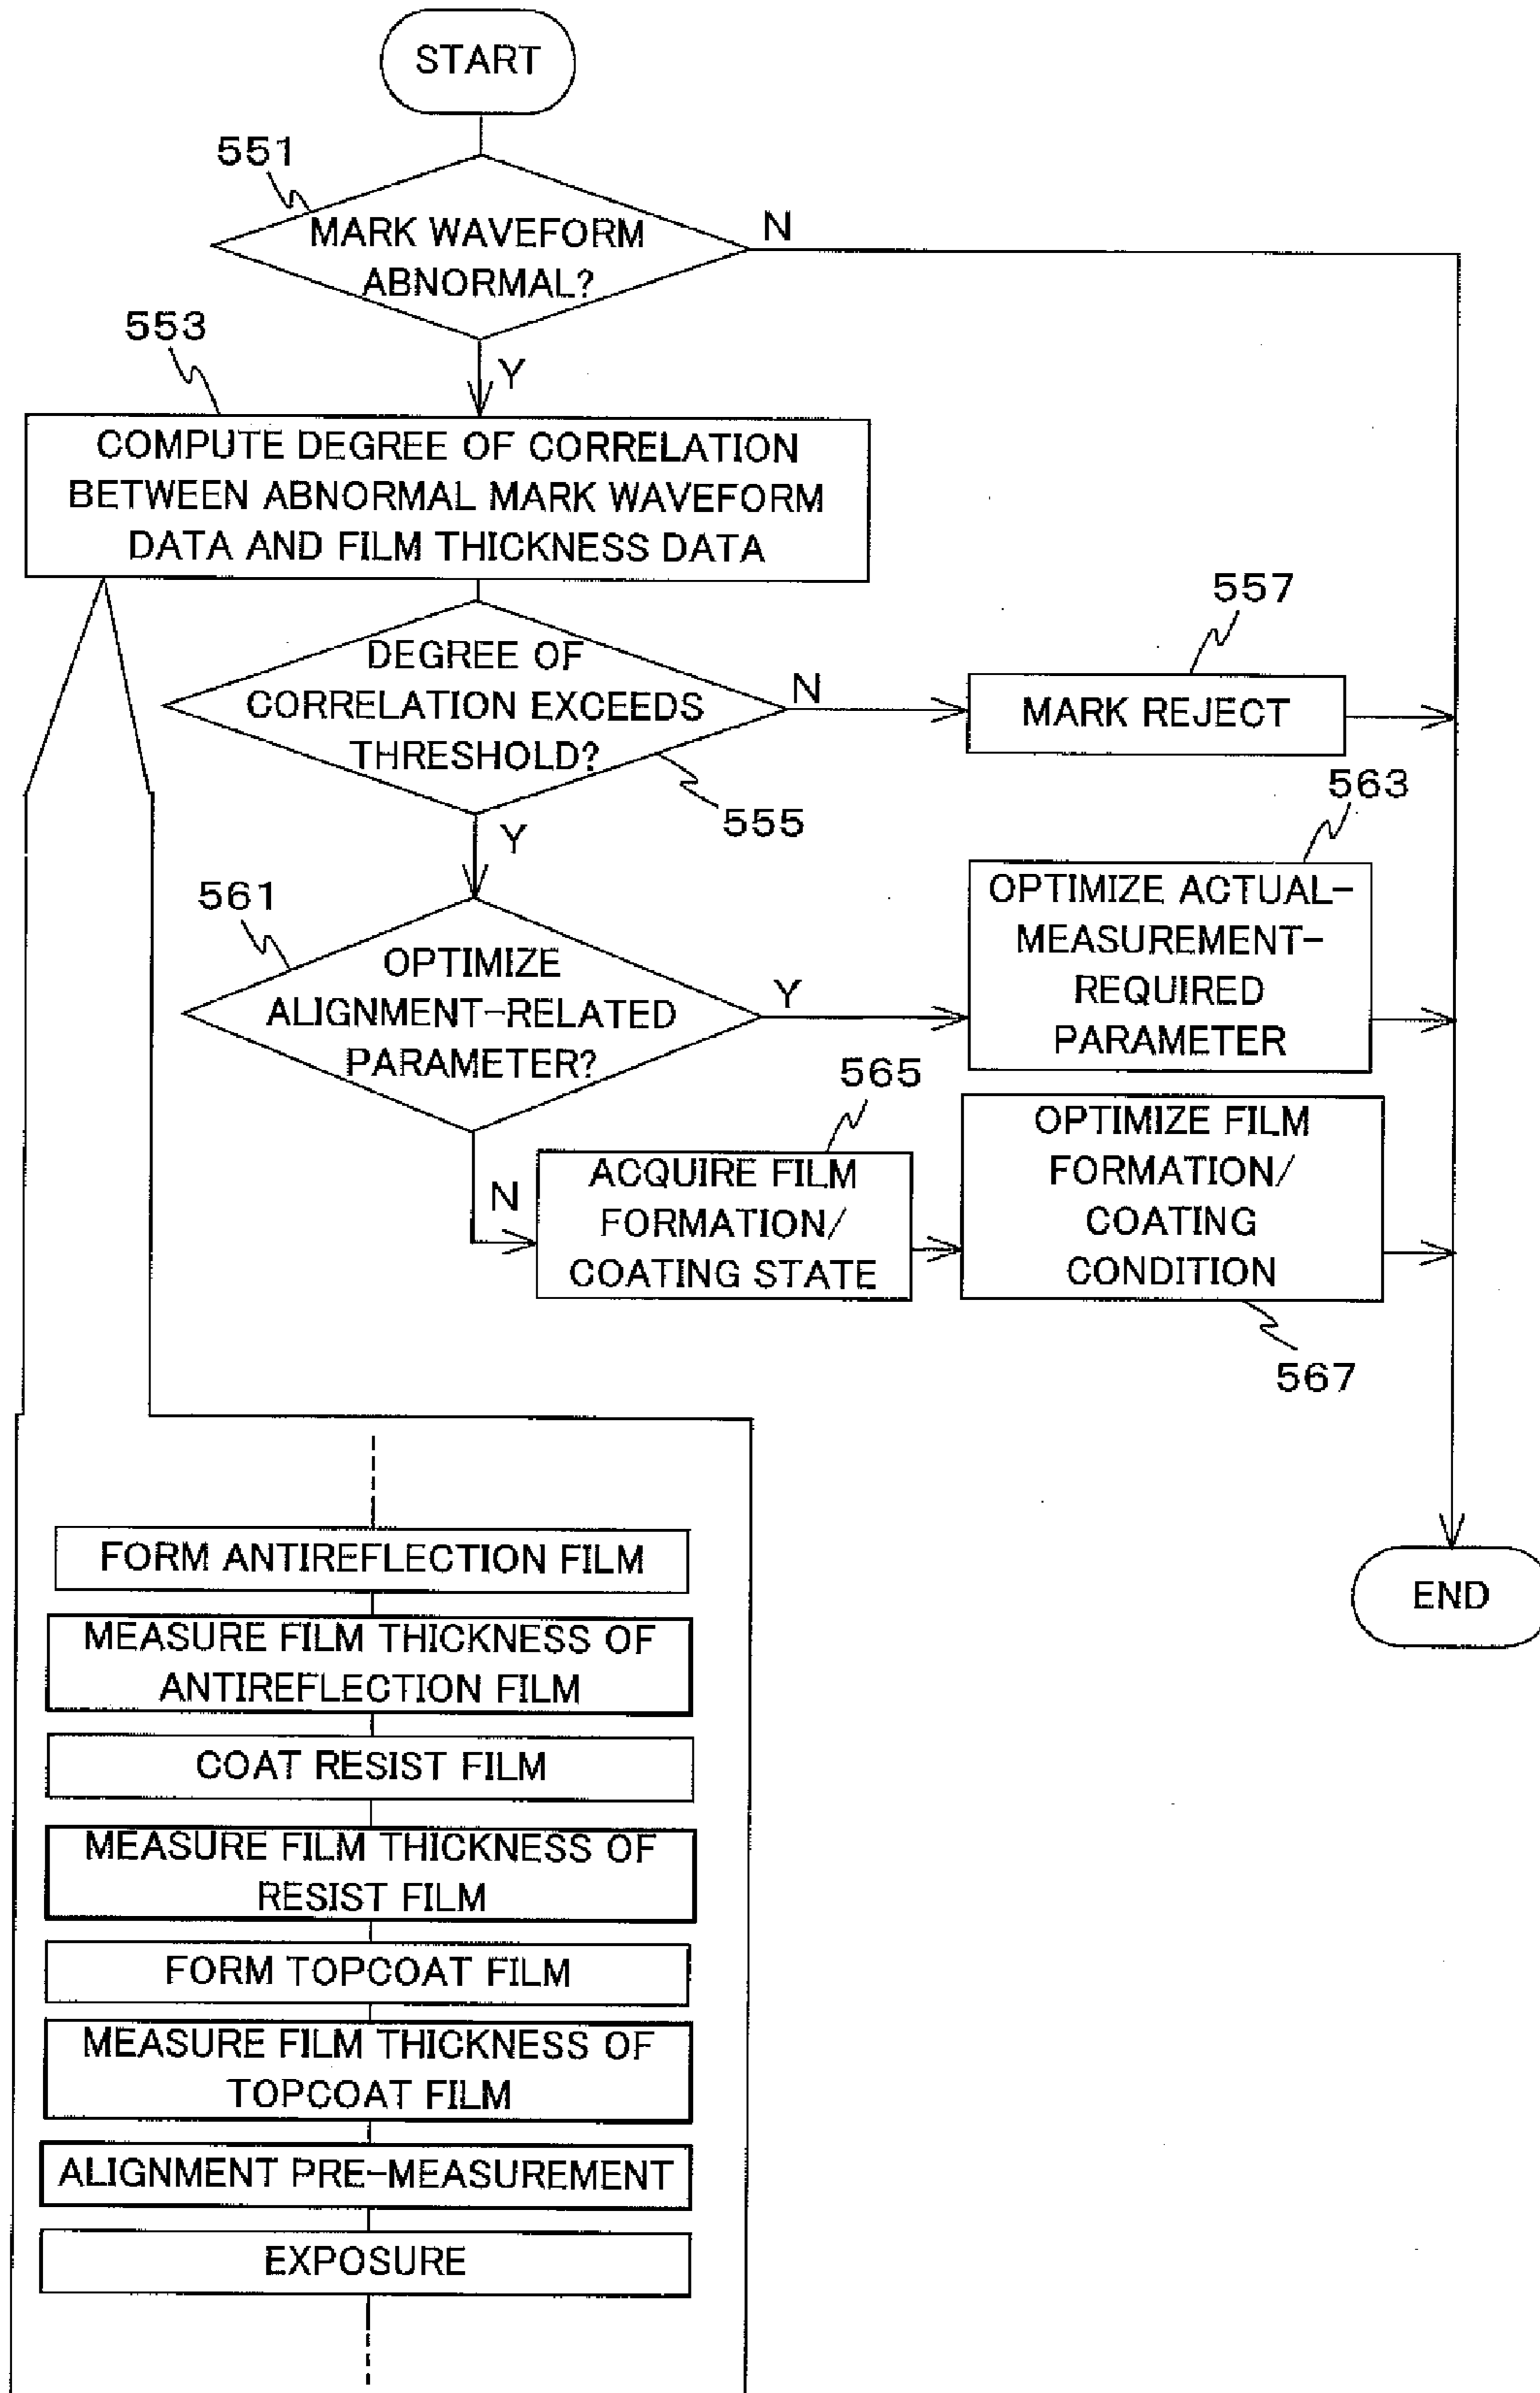 START
551
MARK WAVEFORM
ABNORMAL?
N
553
Y
COMPUTE DEGREE OF CORRELATION
BETWEEN ABNORMAL MARK WAVEFORM
DATA AND FILM THICKNESS DATA
557
DEGREE OF
CORRELATION EXCEEDS
THRESHOLD?
N
MARK REJECT
555
Y
563
561
OPTIMIZE
ALIGNMENT-RELATED
PARAMETER?
Y
OPTIMIZE ACTUAL-
MEASUREMENT-
REQUIRED
PARAMETER
565
N
ACQUIRE FILM
FORMATION/
COATING STATE
OPTIMIZE FILM
FORMATION/
COATING
CONDITION
567
FORM ANTIREFLECTION FILM
MEASURE FILM THICKNESS OF
ANTIREFLECTION FILM
COAT RESIST FILM
MEASURE FILM THICKNESS OF
RESIST FILM
FORM TOPCOAT FILM
MEASURE FILM THICKNESS OF
TOPCOAT FILM
ALIGNMENT PRE-MEASUREMENT
EXPOSURE
END